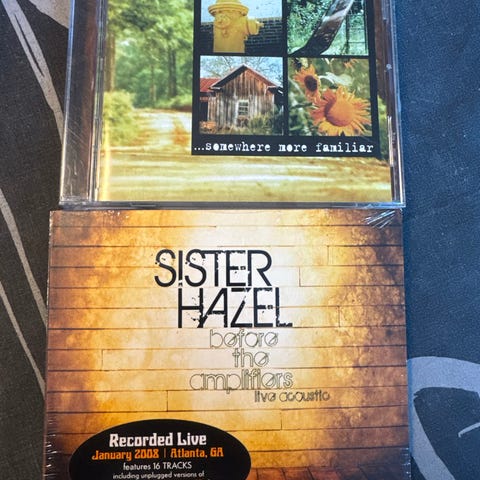 ...somewhere more familiar
SISTER
HAZEL
before
the
amplifiers
live acoustic
Recorded Live
January 2008 | Atlanta, GA
features 16 TRACKS
including unplugged versions of